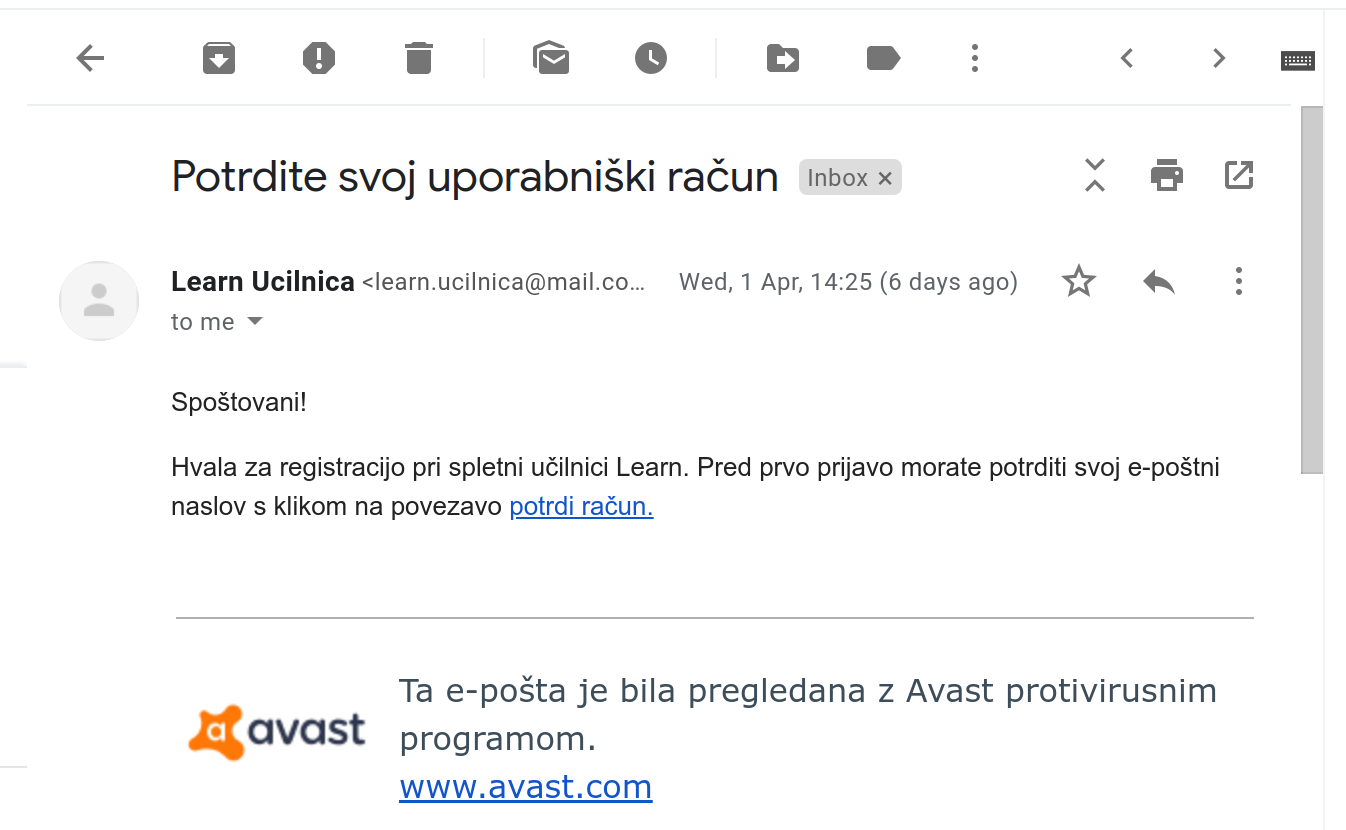 Potrdite svoj uporabniški račun Inbox ×
Learn Ucilnica <learn.ucilnica@mail.co... Wed, 1 Apr, 14:25 (6 days ago)
to me
Spoštovani!
Hvala za registracijo pri spletni učilnici Learn. Pred prvo prijavo morate potrditi svoj e-poštni
naslov s klikom na povezavo potrdi račun.
avast
Ta e-pošta je bila pregledana z Avast protivirusnim
programom.
www.avast.com